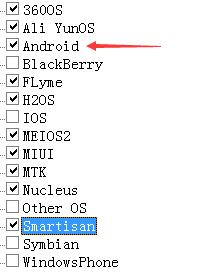 360OS
Ali YunOS
Android
BlackBerry
FLyme
H2OS
IOS
MEIOS2
MIUI
MTK
Nucleus
Other OS
Smartisan
Symbian
WindowsPhone